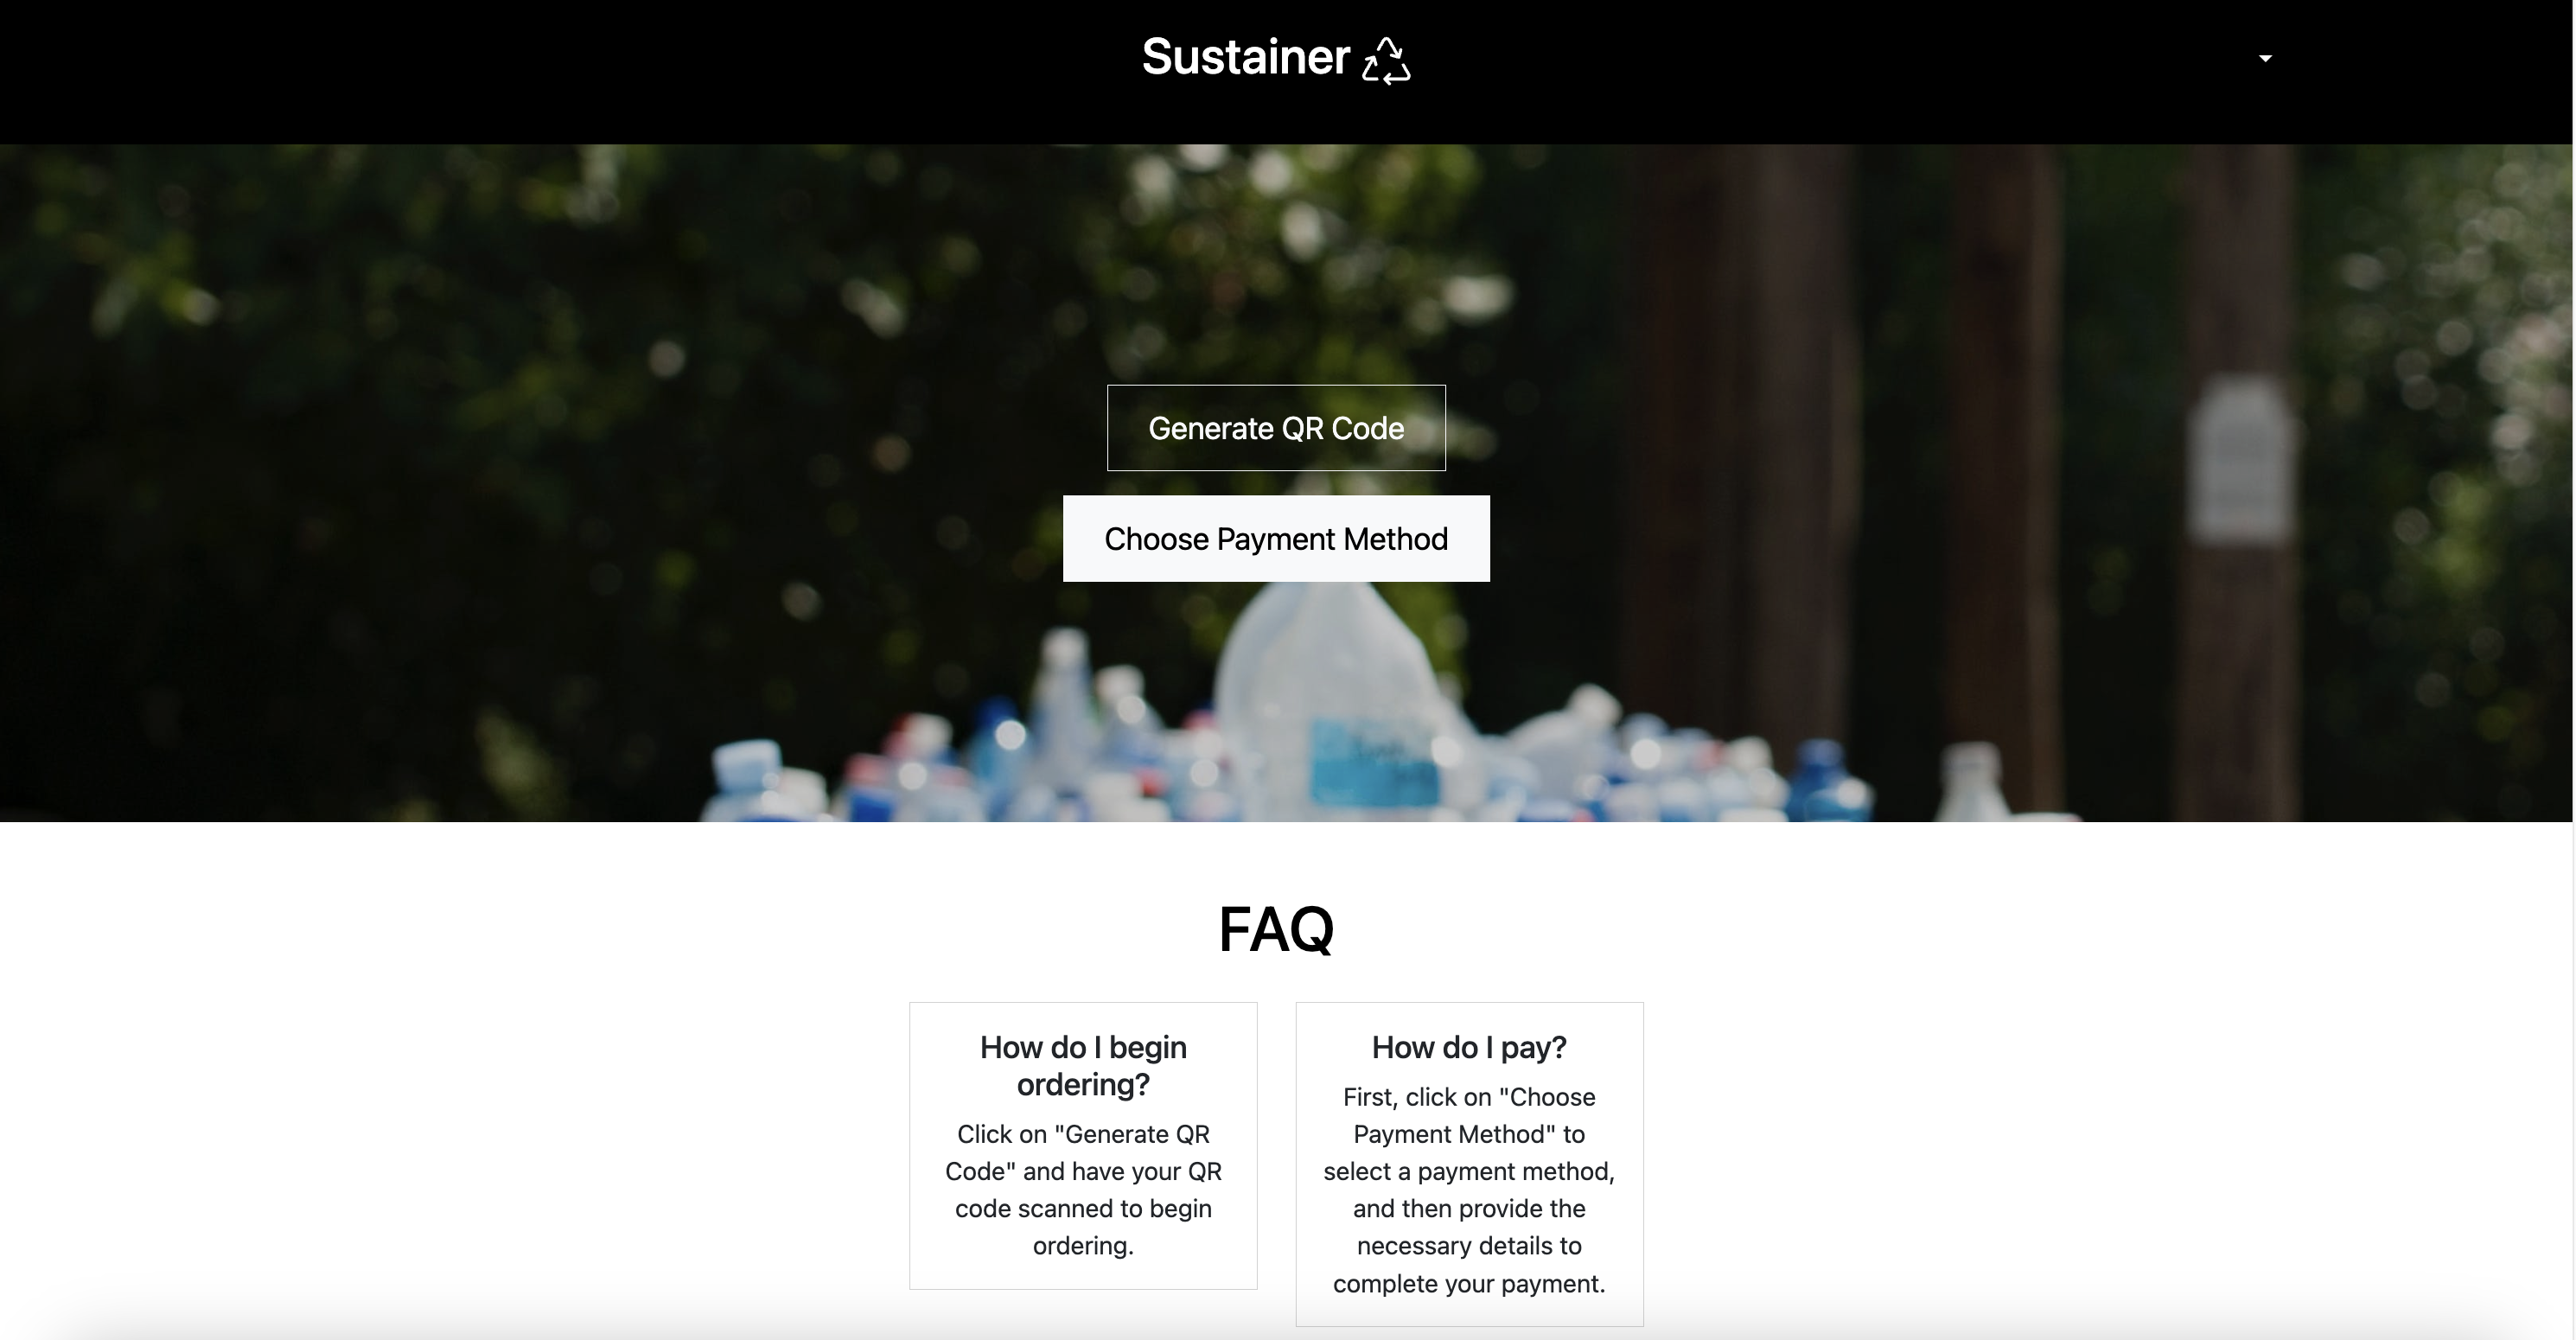 Sustainer
Generate QR Code
Choose Payment Method
FAQ
How do I begin
ordering?
Click on "Generate QR
Code" and have your QR
code scanned to begin
ordering.
How do I pay?
First, click on "Choose
Payment Method" to
select a payment method,
and then provide the
necessary details to
complete your payment.